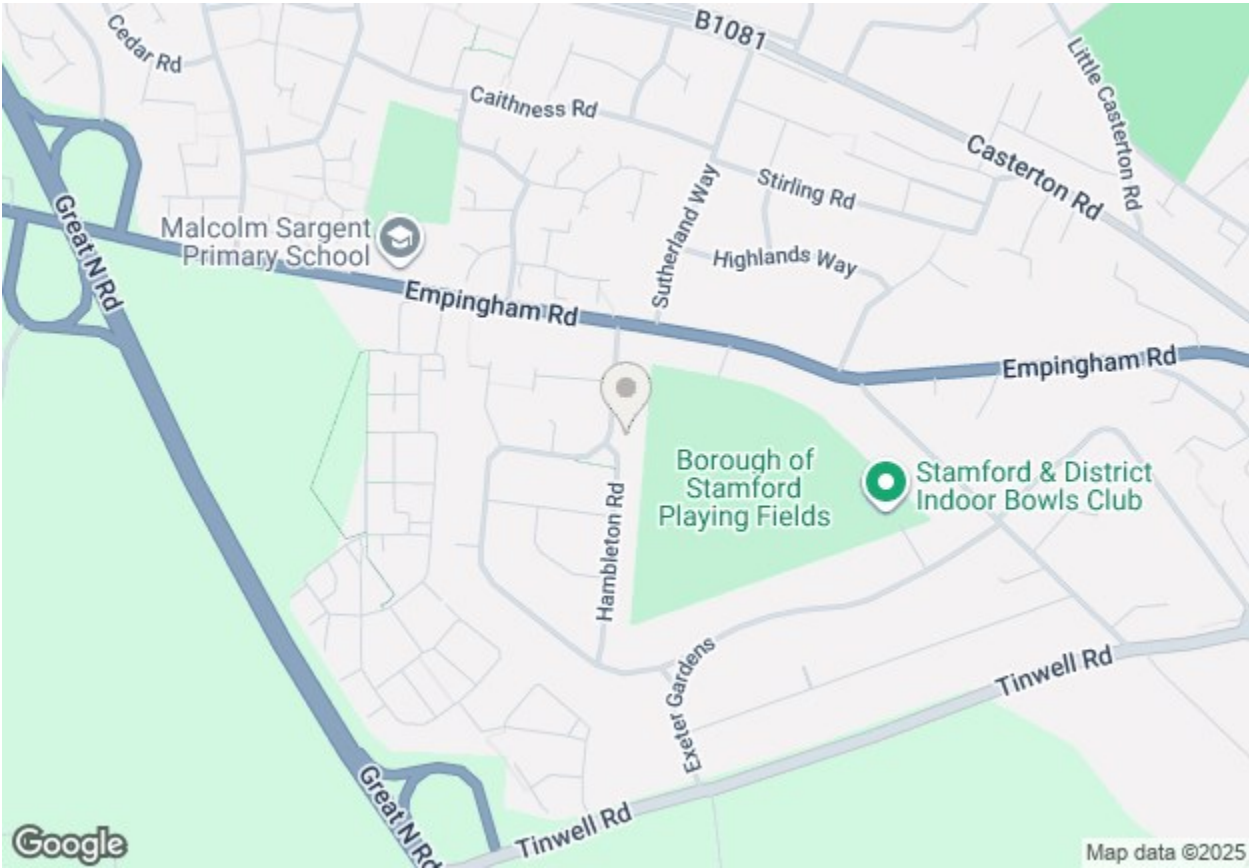 B1081
Cedar Rd
Little Casterton Rd
Caithness Rd
Casterton Rd
Stirling Rd
Sutherland Way
Great N Rd
Malcolm Sargent
Primary School
Highlands Way
Empingham Rd
Empingham Rd
Borough of
Stamford
Playing Fields
Stamford & District
Indoor Bowls Club
Hambleton Rd
Exeter Gardens
Tinwell Rd
Great N Rd
Tinwell Rd
Google
Map data ©2025